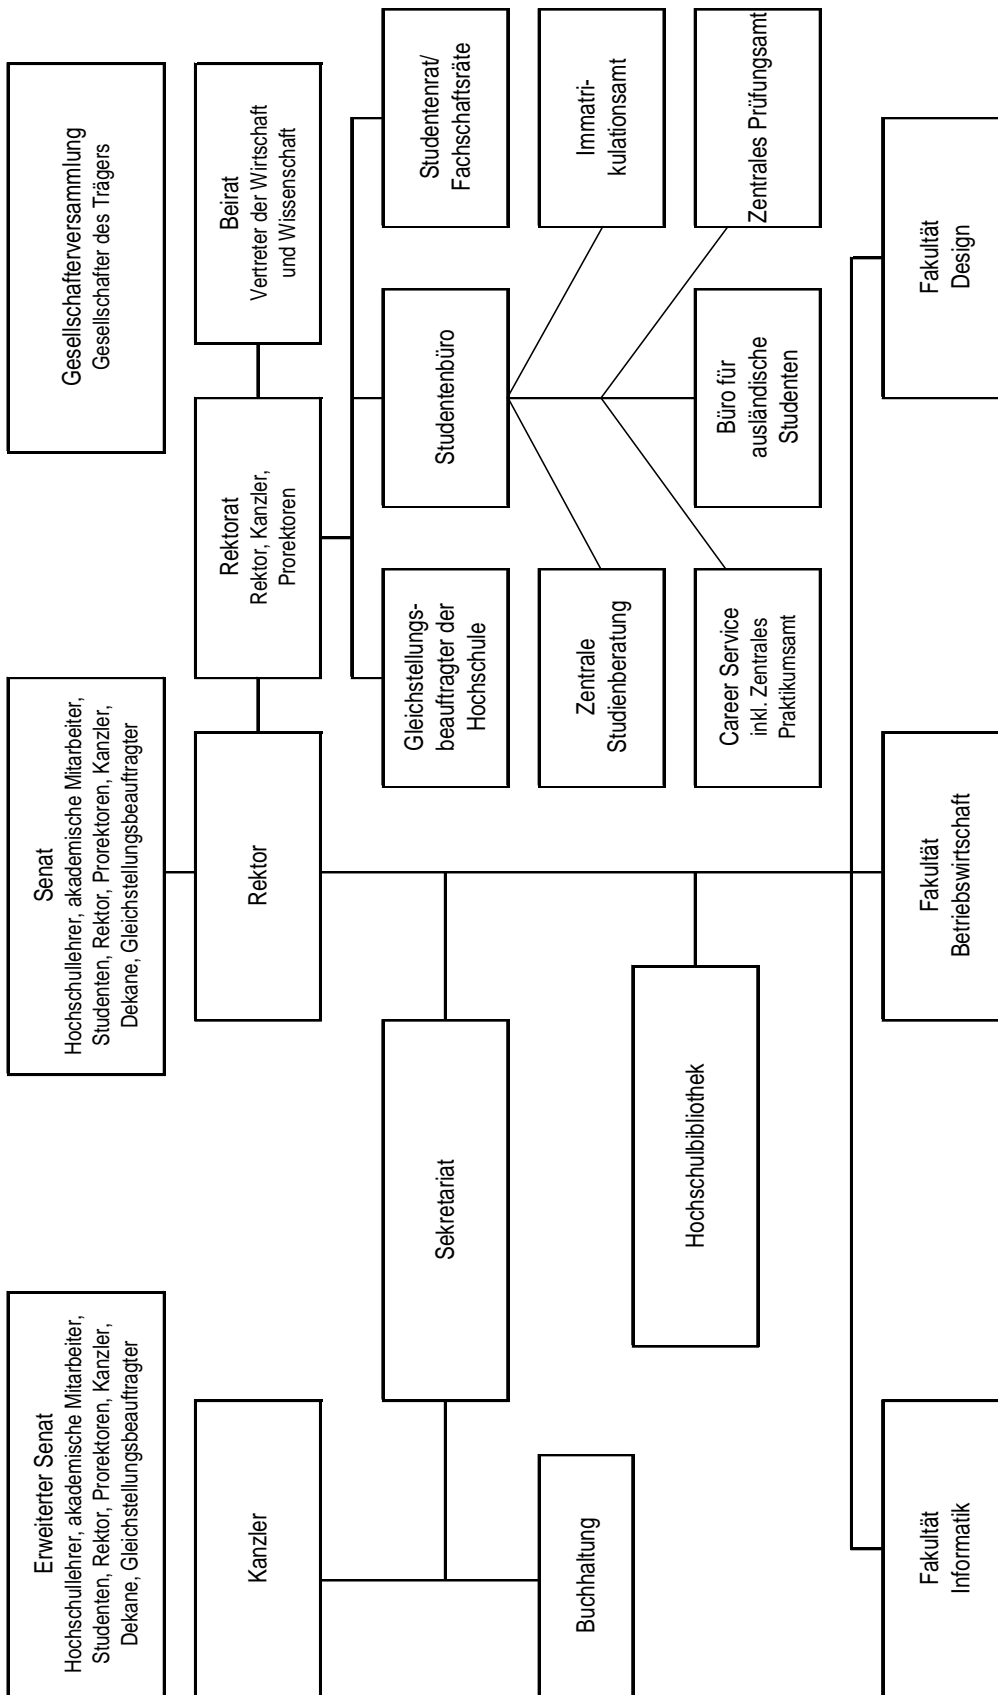 Erweiterter Senat
Hochschullehrer, akademische Mitarbeiter,
Studenten, Rektor, Prorektoren, Kanzler,
Dekane, Gleichstellungsbeauftragter
Senat
Hochschullehrer, akademische Mitarbeiter,
Studenten, Rektor, Prorektoren, Kanzler,
Dekane, Gleichstellungsbeauftragter
Gesellschafterversammlung
Gesellschafter des Trägers
Kanzler
Rektor
Rektorat
Rektor, Kanzler,
Prorektoren
Beirat
Vertreter der Wirtschaft
und Wissenschaft
Sekretariat
Gleichstellungs-
beauftragter der
Hochschule
Studentenbüro
Studentenrat/
Fachschaftsräte
Buchhaltung
Zentrale
Studienberatung
Immatri-
kulationsamt
Hochschulbibliothek
Career Service
inkl. Zentrales
Praktikumsamt
Büro für
ausländische
Studenten
Zentrales Prüfungsamt
Fakultät
Informatik
Fakultät
Betriebswirtschaft
Fakultät
Design